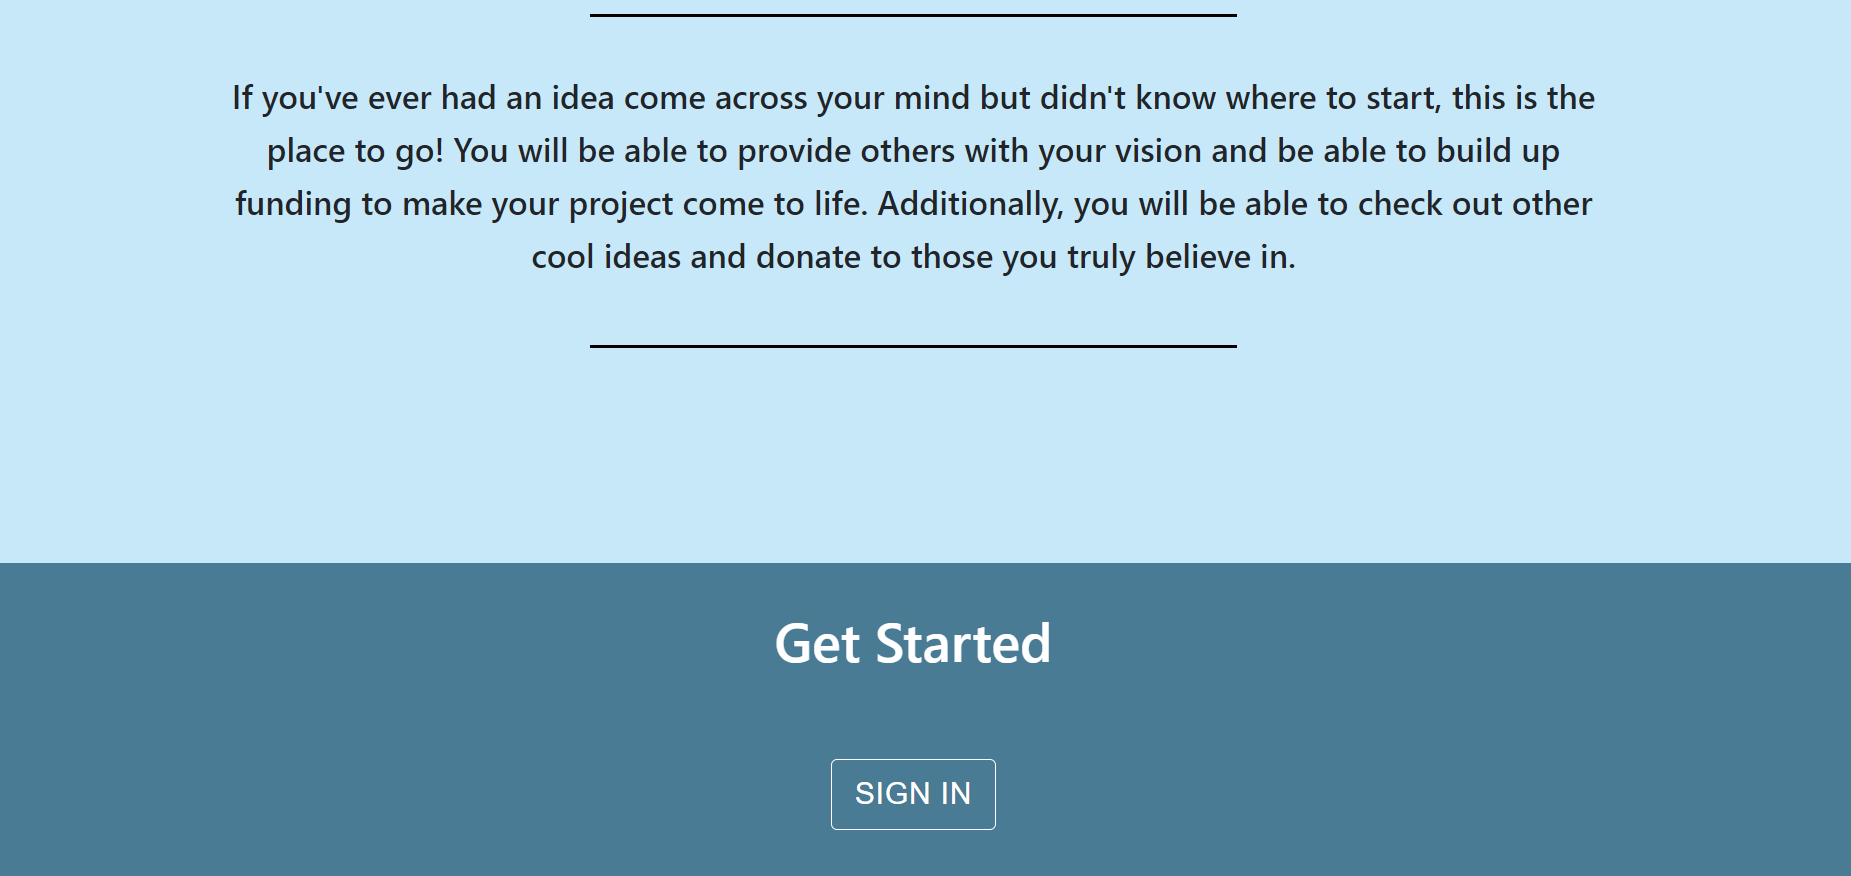 If you've ever had an idea come across your mind but didn't know where to start, this is the
place to go! You will be able to provide others with your vision and be able to build up
funding to make your project come to life. Additionally, you will be able to check out other
cool ideas and donate to those you truly believe in.
Get Started
SIGN IN